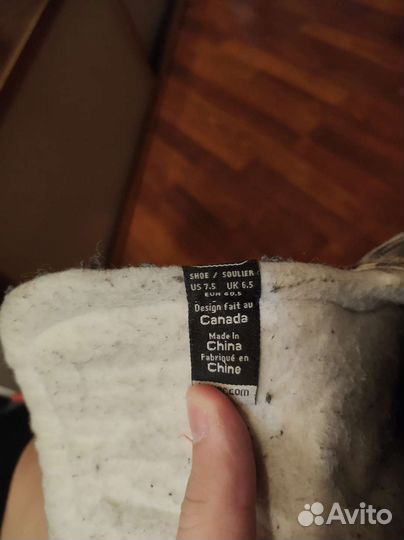 SHOE / SOULIER
US 7.5 UK 6.5
EUR 40.5
Design fait au
Canada
Made in
China
Fabriqué en
Chine
.com
Avito